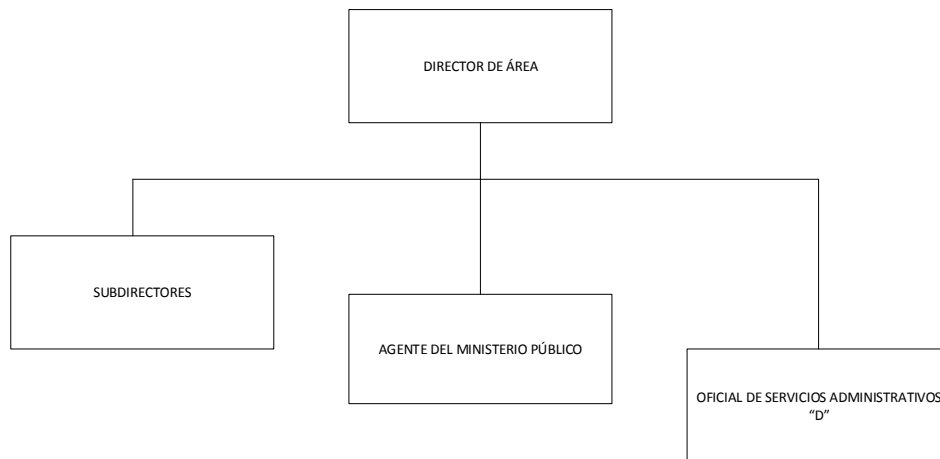 DIRECTOR DE ÁREA
SUBDIRECTORES
AGENTE DEL MINISTERIO PÚBLICO
OFICIAL DE SERVICIOS ADMINISTRATIVOS
“D”